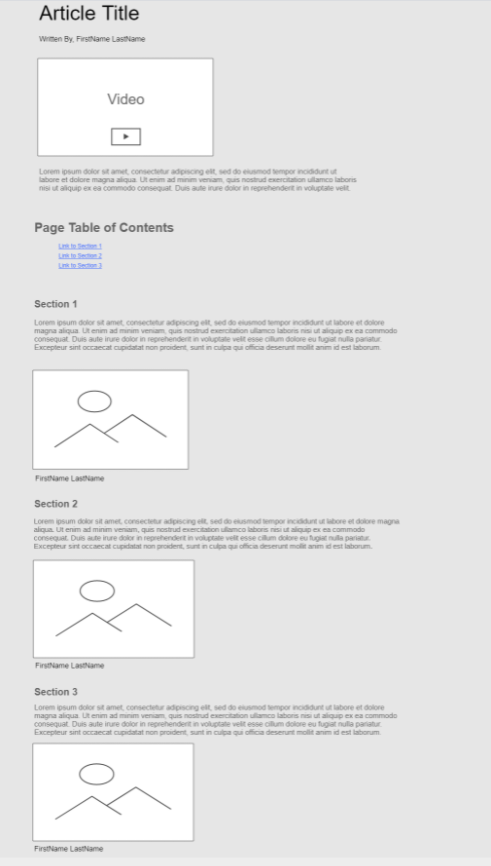 Article Title
Written By, FirstName LastName
Video
Lorem ipsum dolor sit amet, consectetur adipiscing elit, sed do eiusmod tempor incididunt ut
labore et dolore magna aliqua. Ut enim ad minim veniam, quis nostrud exercitation ullamco laboris
nisi ut aliquip ex ea commodo consequat. Duis aute irure dolor in reprehenderit in voluptate velit.
Page Table of Contents
Link to Section 1
Link to Section 2
Link to Section 3
Section 1
Lorem ipsum dolor sit amet, consectetur adipiscing elit, sed do eiusmod tempor incididunt ut labore et dolore
magna aliqua. Ut enim ad minim veniam, quis nostrud exercitation ullamco laboris nisi ut aliquip ex ea commodo
consequat. Duis aute irure dolor in reprehenderit in voluptate velit esse cillum dolore eu fugiat nulla pariatur.
Excepteur sint occaecat cupidatat non proident, sunt in culpa qui officia deserunt mollit anim id est laborum.
FirstName LastName
Section 2
Lorem ipsum dolor sit amet, consectetur adipiscing elit, sed do eiusmod tempor incididunt ut labore et dolore magna
aliqua. Ut enim ad minim veniam, quis nostrud exercitation ullamco laboris nisi ut aliquip ex ea commodo
consequat. Duis aute irure dolor in reprehenderit in voluptate velit esse cillum dolore eu fugiat nulla pariatur.
Excepteur sint occaecat cupidatat non proident, sunt in culpa qui officia deserunt mollit anim id est laborum.
FirstName LastName
Section 3
Lorem ipsum dolor sit amet, consectetur adipiscing elit, sed do eiusmod tempor incididunt ut labore et dolore
magna aliqua. Ut enim ad minim veniam, quis nostrud exercitation ullamco laboris nisi ut aliquip ex ea commodo
consequat. Duis aute irure dolor in reprehenderit in voluptate velit esse cillum dolore eu fugiat nulla pariatur.
Excepteur sint occaecat cupidatat non proident, sunt in culpa qui officia deserunt mollit anim id est laborum.
FirstName LastName